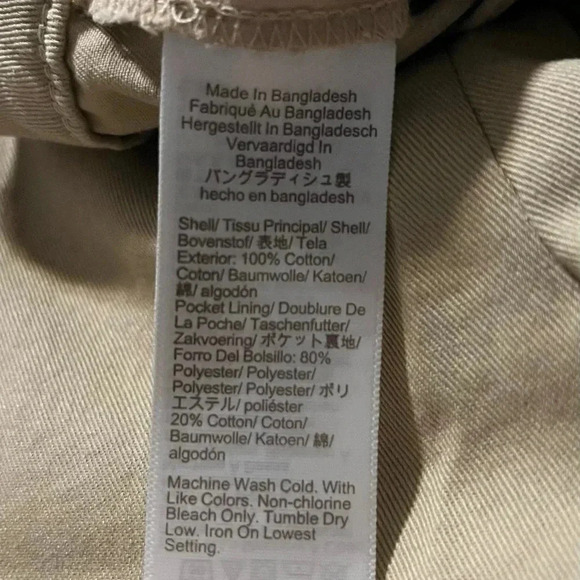 Made In Bangladesh
Fabriqué Au Bangladesh
Hergestellt In Bangladesch
Vervaardigd In
Bangladesh
バングラディシュ製
hecho en bangladesh
Shell/ Tissu Principal/ Shell/
Bovenstof/ 表地/ Tela
Exterior: 100% Cotton/
Coton/ Baumwolle/ Katoen/
綿/ algodón
Pocket Lining/ Doublure De
La Poche/ Taschenfutter/
Zakvoering/ ポケット裏地/
Forro Del Bolsillo: 80%
Polyester/ Polyester/
Polyester/ Polyester/ ポリ
エステル/ poliéster
20% Cotton/ Coton/
Baumwolle/ Katoen/ 綿/
algodón
Machine Wash Cold. With
Like Colors. Non-chlorine
Bleach Only. Tumble Dry
Low. Iron On Lowest
Setting.